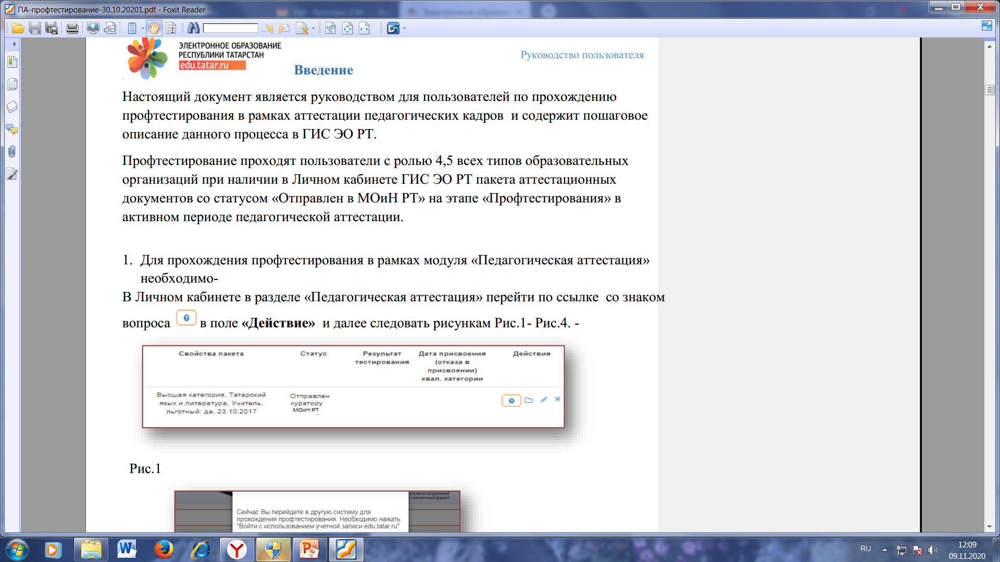 ПА-профтестирование-30.10.20201.pdf - Foxit Reader
ЭЛЕКТРОННОЕ ОБРАЗОВАНИЕ
РЕСПУБЛИКИ ТАТАРСТАН
edu.tatar.ru
Руководство пользователя
Введение
Настоящий документ является руководством для пользователей по прохождению
профтестирования в рамках аттестации педагогических кадров и содержит пошаговое
описание данного процесса в ГИС ЭО РТ.
Профтестирование проходят пользователи с ролью 4,5 всех типов образовательных
организаций при наличии в Личном кабинете ГИС ЭО РТ пакета аттестационных
документов со статусом «Отправлен в МОиН РТ» на этапе «Профтестирования» в
активном периоде педагогической аттестации.
1. Для прохождения профтестирования в рамках модуля «Педагогическая аттестация»
необходимо-
В Личном кабинете в разделе «Педагогическая аттестация» перейти по ссылке со знаком
вопроса ? в поле «Действие» и далее следовать рисункам Рис.1- Рис.4. -
Свойства пакета
Статус
Результат
тестирования
Дата присвоения
(отказа в
присвоении)
квал. категории
Действия
Высшая категория, Татарский
язык и литература, Учитель,
льготный: да, 23.10.2017
Отправлен
куратору
МОиН РТ
?
Рис.1
направлений
и электронный формат
Сейчас Вы перейдете в другую систему для
прохождения профтестирования. Необходимо нажать
"Войти с использованием учетной записи edu.tatar.ru"
RU
12:09
09.11.2020